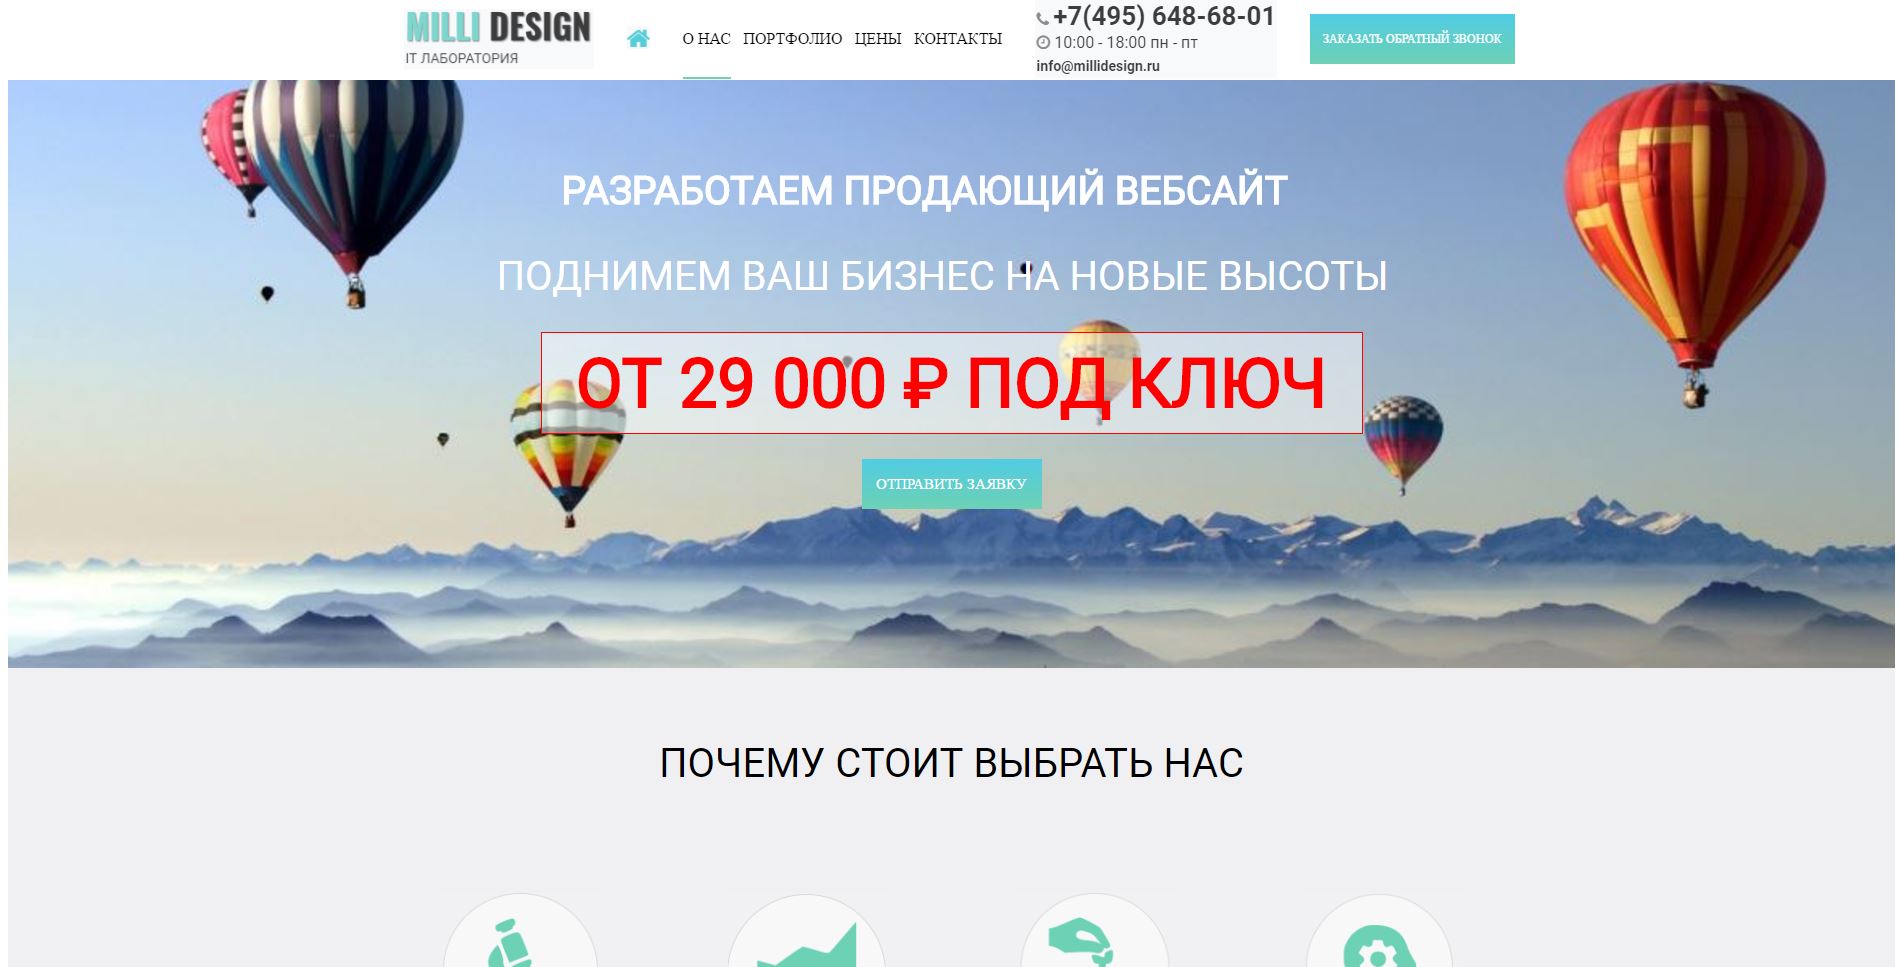 MILLI DESIGN
IT ЛАБОРАТОРИЯ
О НАС ПОРТФОЛИО ЦЕНЫ КОНТАКТЫ
+7(495) 648-68-01
10:00 - 18:00 пн - пт
info@millidesign.ru
ЗАКАЗАТЬ ОБРАТНЫЙ ЗВОНОК
РАЗРАБОТАЕМ ПРОДАЮЩИЙ ВЕБСАЙТ
ПОДНИМЕМ ВАШ БИЗНЕС НА НОВЫЕ ВЫСОТЫ
ОТ 29 000 ₽ ПОД КЛЮЧ
ОТПРАВИТЬ ЗАЯВКУ
ПОЧЕМУ СТОИТ ВЫБРАТЬ НАС